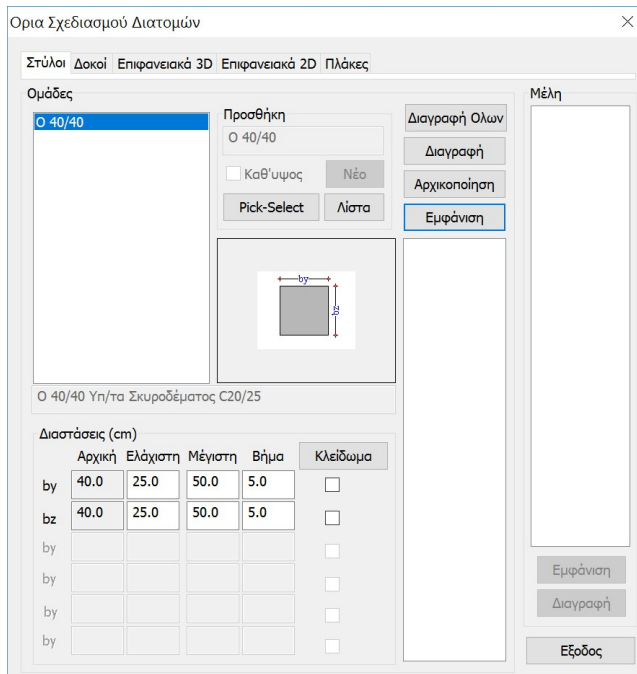 Ορια Σχεδιασμού Διατομών
Στύλοι Δοκοί Επιφανειακά 3D Επιφανειακά 2D Πλάκες
Ομάδες
Ο 40/40
Προσθήκη
Ο 40/40
Καθ'υψος Νέο
Pick-Select Λίστα
Διαγραφή Ολων
Διαγραφή
Αρχικοποίηση
Εμφάνιση
Μέλη
by
bz
Ο 40/40 Υπ/τα Σκυροδέματος C20/25
Διαστάσεις (cm)
Αρχική Ελάχιστη Μέγιστη Βήμα Κλείδωμα
by 40.0 25.0 50.0 5.0
bz 40.0 25.0 50.0 5.0
by
by
by
by
Εμφάνιση
Διαγραφή
Εξοδος